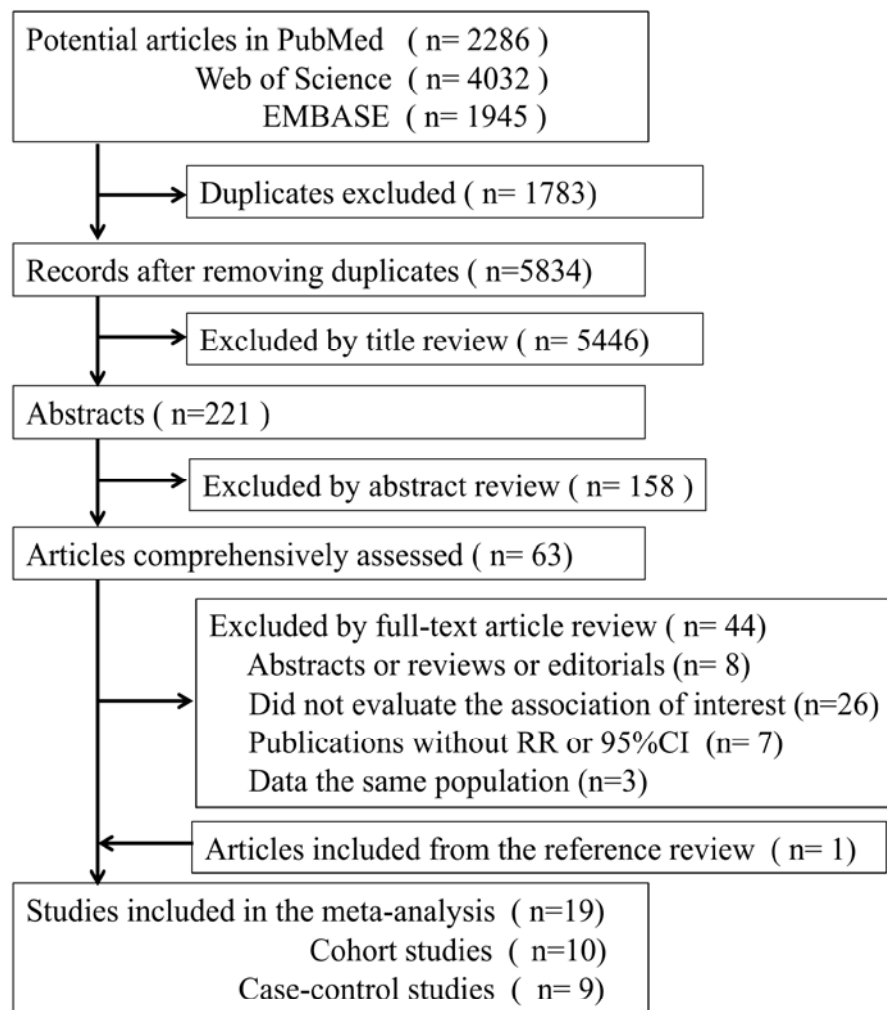 Potential articles in PubMed ( n= 2286 )
Web of Science ( n= 4032 )
EMBASE ( n= 1945 )
Duplicates excluded ( n= 1783)
Records after removing duplicates ( n=5834)
Excluded by title review ( n= 5446)
Abstracts ( n=221 )
Excluded by abstract review ( n= 158 )
Articles comprehensively assessed ( n= 63)
Excluded by full-text article review ( n= 44)
Abstracts or reviews or editorials (n= 8)
Did not evaluate the association of interest (n=26)
Publications without RR or 95%CI (n= 7)
Data the same population (n=3)
Articles included from the reference review ( n= 1)
Studies included in the meta-analysis ( n=19)
Cohort studies ( n=10)
Case-control studies ( n= 9)